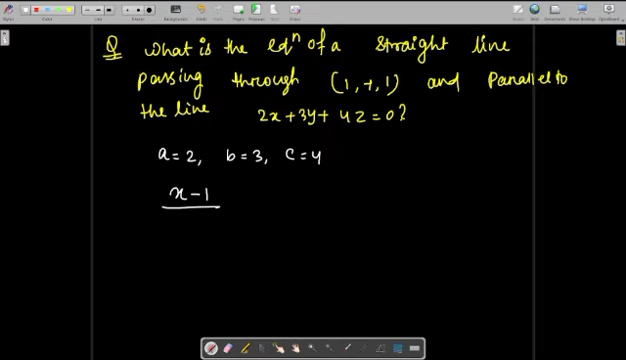 Q What is the eqⁿ of a straight line
passing through (1, 1, 1) and Parallel to
the line 2x+3y+4z=0?
a=2, b=3, c=4
x-1